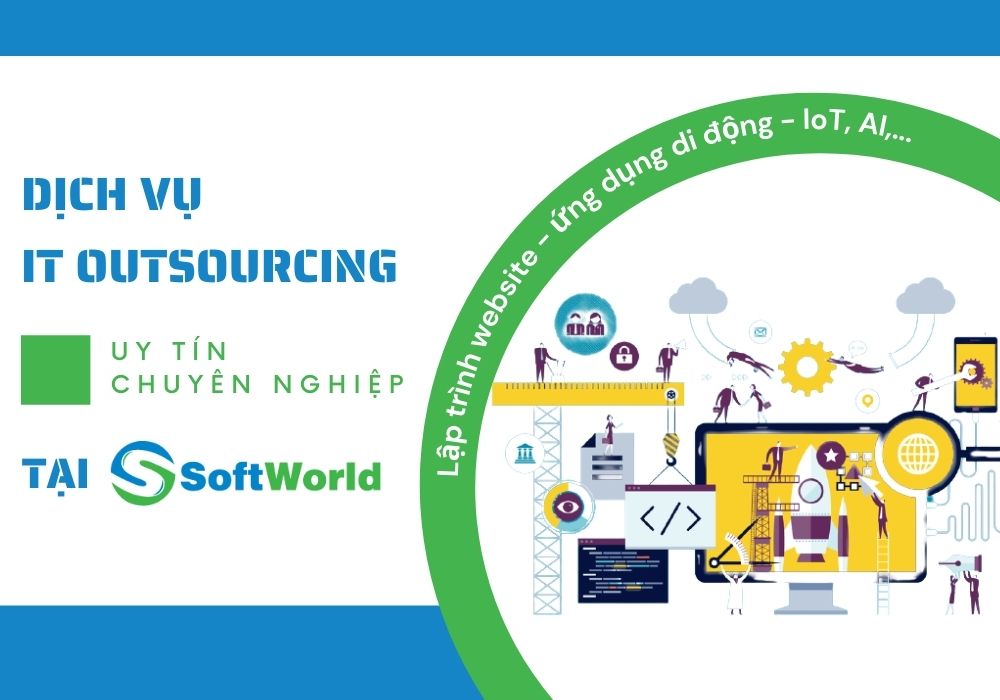 DỊCH VỤ
IT OUTSOURCING
UY TÍN
CHUYÊN NGHIỆP
TẠI SoftWorld
Lập trình website - ứng dụng di động - IoT, AI,...
</>